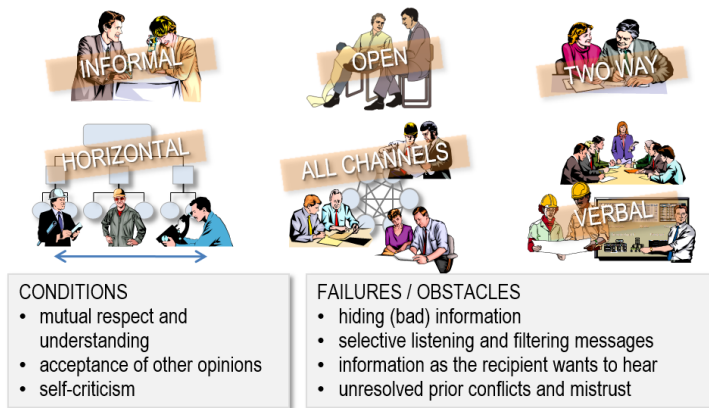 INFORMAL
OPEN
TWO WAY
HORIZONTAL
ALL CHANNELS
VERBAL
CONDITIONS
• mutual respect and
understanding
• acceptance of other opinions
• self-criticism
FAILURES / OBSTACLES
• hiding (bad) information
• selective listening and filtering messages
• information as the recipient wants to hear
• unresolved prior conflicts and mistrust